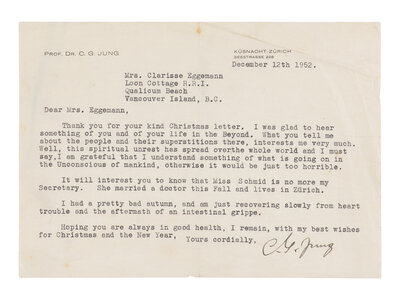 PROF. DR. C. G. JUNG
KÜSNACHT-ZÜRICH
SEESTRASSE 228
December 12th 1952.
Mrs. Clarisse Eggemann
Loon Cottage R.R.I.
Qualicum Beach
Vancouver Island, B.C.
Dear Mrs. Eggemann,
Thank you for your kind Christmas letter. I was glad to hear
something of you and of your life in the Beyond. What you tell me
about the people and their superstitions there, interests me very much.
Well, this spiritual unrest has spread overthe whole world and I must
say,I am grateful that I understand something of what is going on in
the Unconscious of mankind, otherwise it would be just too horrible.
It will interest you to know that Miss Schmid is no more my
Secretary. She married a doctor this Fall and lives in Zürich.
I had a pretty bad autumn, and am just recovering slowly from heart
trouble and the aftermath of an intestinal grippe.
Hoping you are always in good health, I remain, with my best wishes
for Christmas and the New Year, Yours cordially,
C. G. Jung